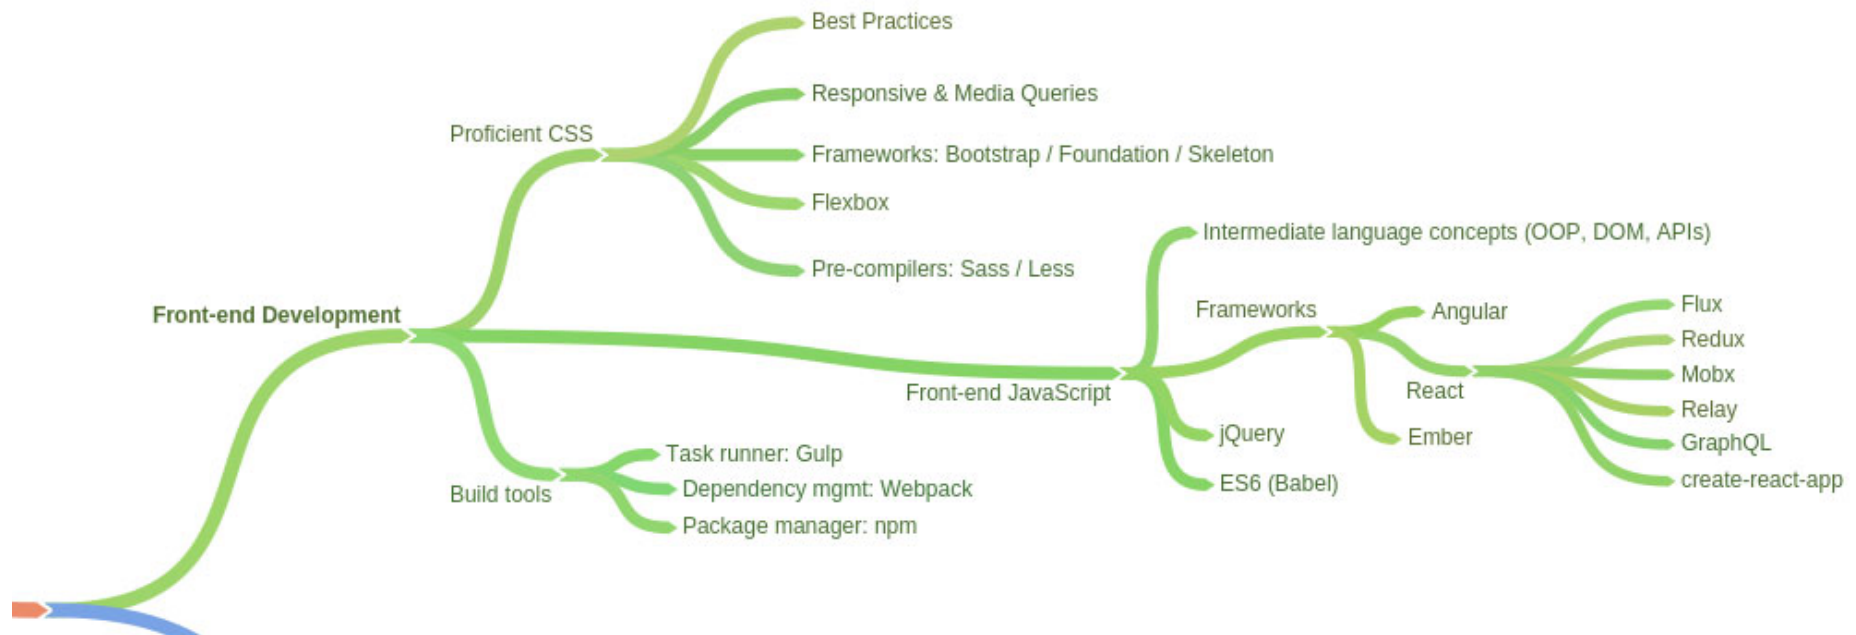 Best Practices
Responsive & Media Queries
Proficient CSS
Frameworks: Bootstrap / Foundation / Skeleton
Flexbox
Pre-compilers: Sass / Less
Front-end Development
Intermediate language concepts (OOP, DOM, APIs)
Frameworks
Angular
Flux
Redux
Mobx
Relay
GraphQL
create-react-app
React
Ember
Front-end JavaScript
jQuery
ES6 (Babel)
Task runner: Gulp
Dependency mgmt: Webpack
Build tools
Package manager: npm